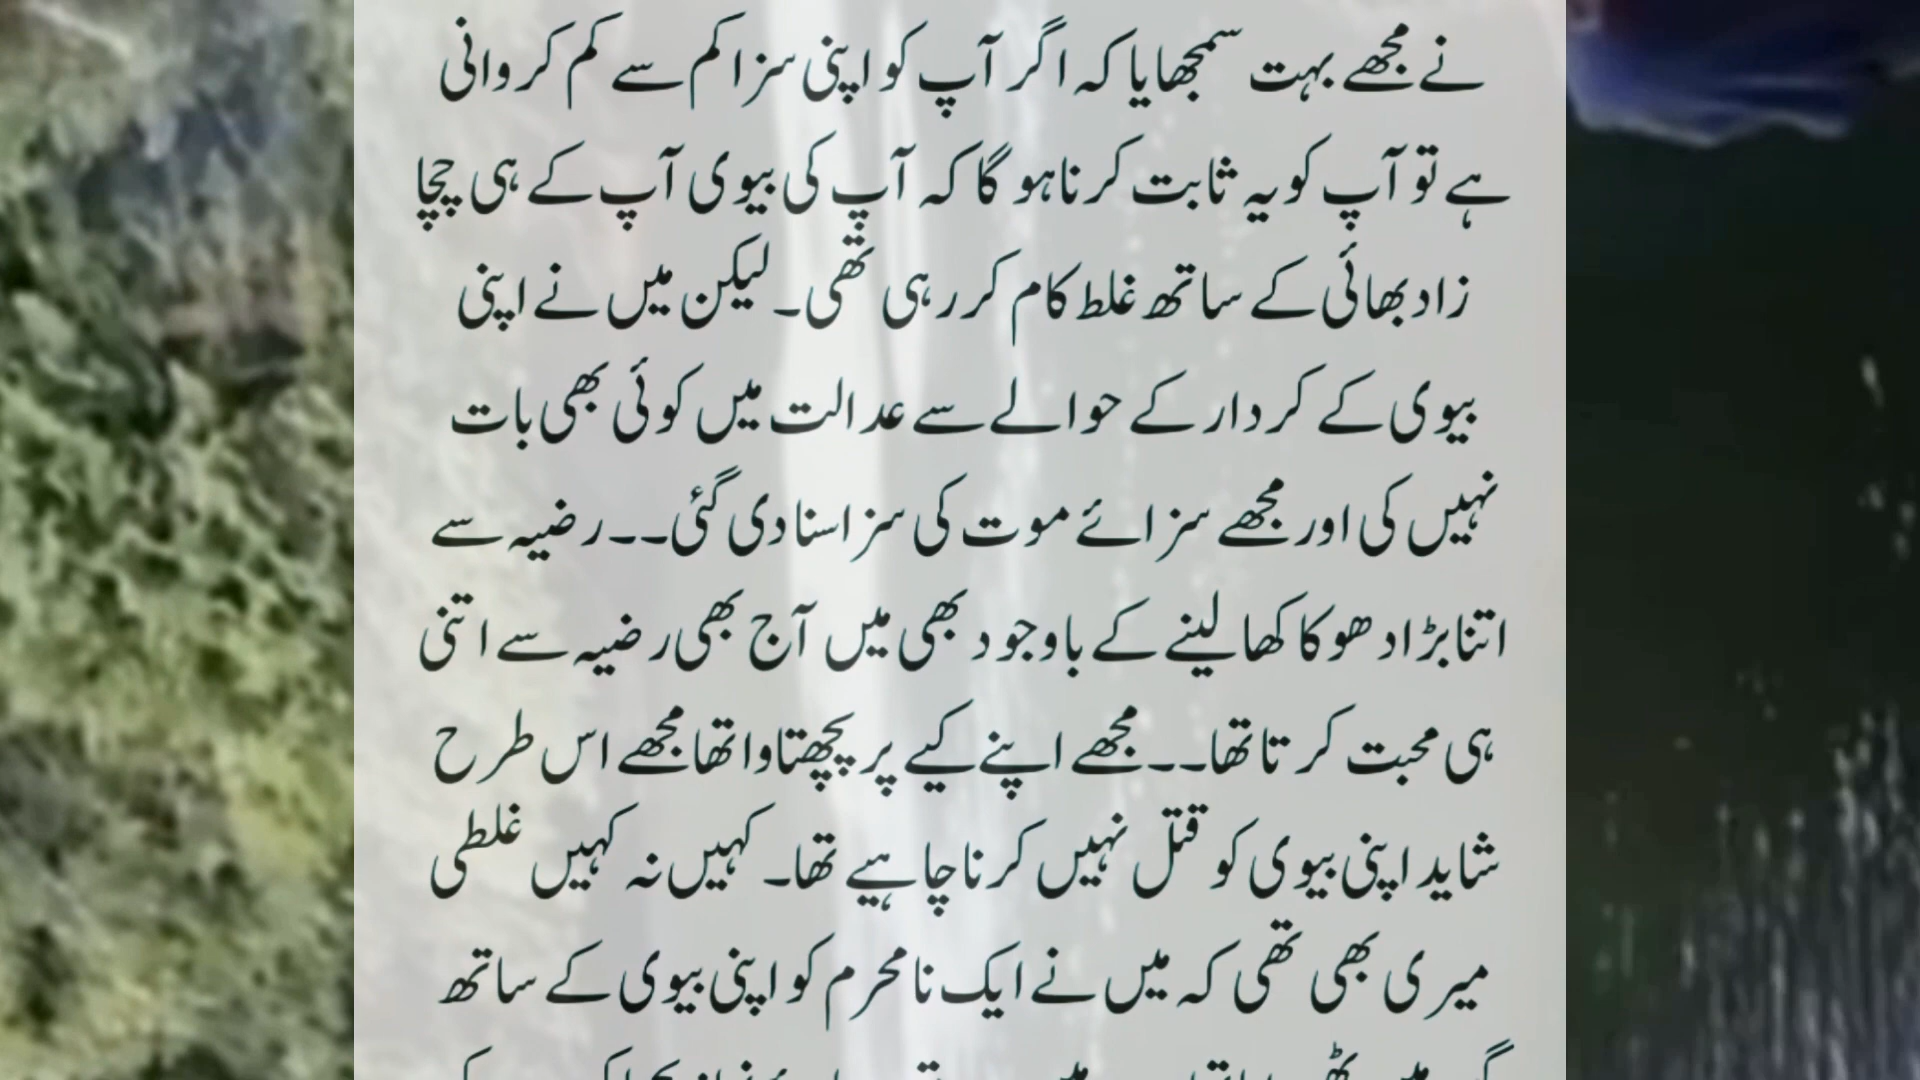 نے مجھے بہت سمجھایا کہ اگر آپ کو اپنی سزا کم سے کم کروانی
ہے تو آپ کو یہ ثابت کرنا ہو گا کہ آپ کی بیوی آپ کے ہی چچا
زاد بھائی کے ساتھ غلط کام کر رہی تھی۔ لیکن میں نے اپنی
بیوی کے کردار کے حوالے سے عدالت میں کوئی بھی بات
نہیں کی اور مجھے سزائے موت کی سزا سنا دی گئی۔۔ رضیہ سے
اتنا بڑا دھوکا کھا لینے کے باوجود بھی میں آج بھی رضیہ سے اتنی
ہی محبت کرتا تھا۔۔ مجھے اپنے کیے پر پچھتاوا تھا مجھے اس طرح
شاید اپنی بیوی کو قتل نہیں کرنا چاہیے تھا۔ کہیں نہ کہیں غلطی
میری بھی تھی کہ میں نے ایک نامحرم کو اپنی بیوی کے ساتھ